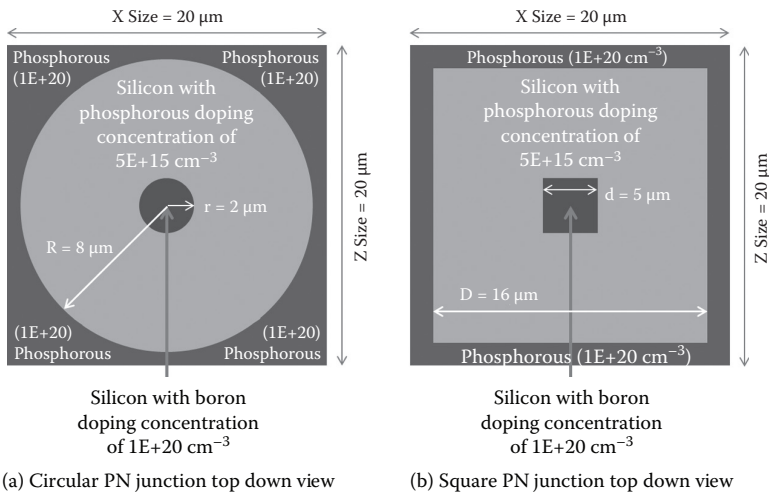 X Size = 20 μm
Phosphorous
(1E+20)
Phosphorous
(1E+20)
Silicon with
phosphorous doping
concentration of
5E+15 cm⁻³
r = 2 μm
R = 8 μm
(1E+20)
Phosphorous
(1E+20)
Phosphorous
Z Size = 20 μm
Silicon with boron
doping concentration
of 1E+20 cm⁻³
(a) Circular PN junction top down view
X Size = 20 μm
Phosphorous (1E+20 cm⁻³)
Silicon with
phosphorous doping
concentration of
5E+15 cm⁻³
d = 5 μm
D = 16 μm
Phosphorous (1E+20 cm⁻³)
Z Size = 20 μm
Silicon with boron
doping concentration
of 1E+20 cm⁻³
(b) Square PN junction top down view